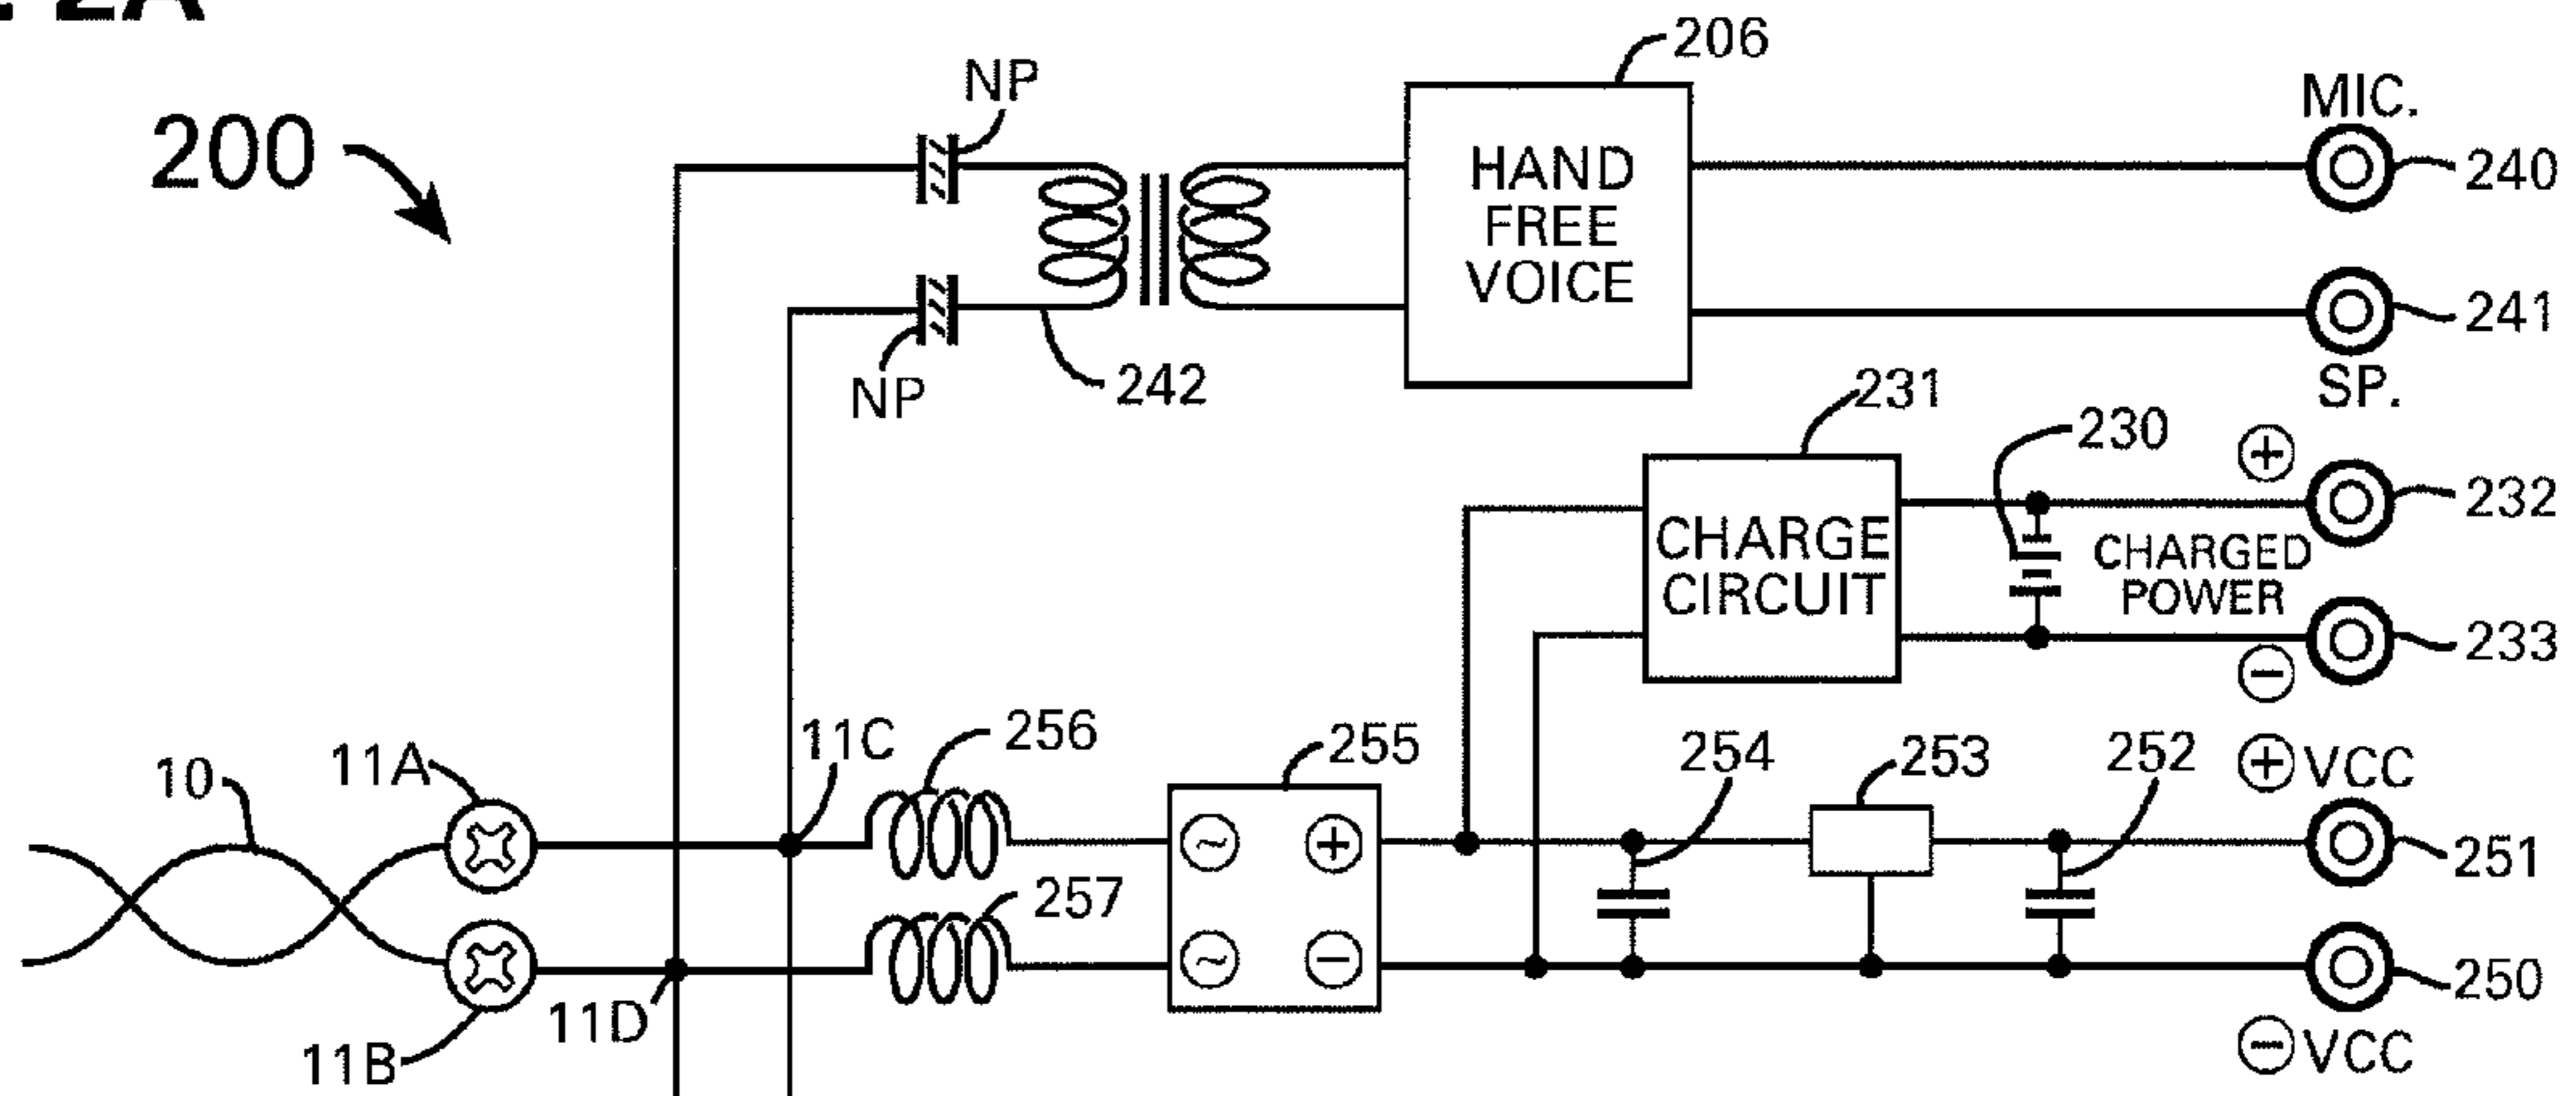 . 2A
206
NP
MIC.
200
HAND
FREE
VOICE
240
241
NP
242
SP.
231
230
+
232
CHARGE
CIRCUIT
CHARGED
POWER
233
−
11C
256
255
254
253
252
+ VCC
10
11A
~
+
251
257
~
−
250
11D
11B
− VCC